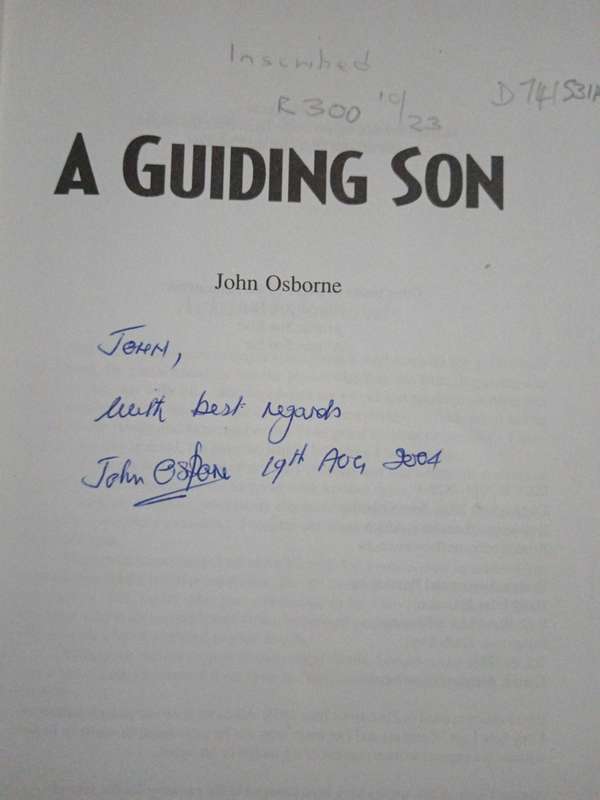 Inscribed
R300 10/23
D741531A
A GUIDING SON
John Osborne
JOHN,
With best regards
John Osborne 19th AUG 2004